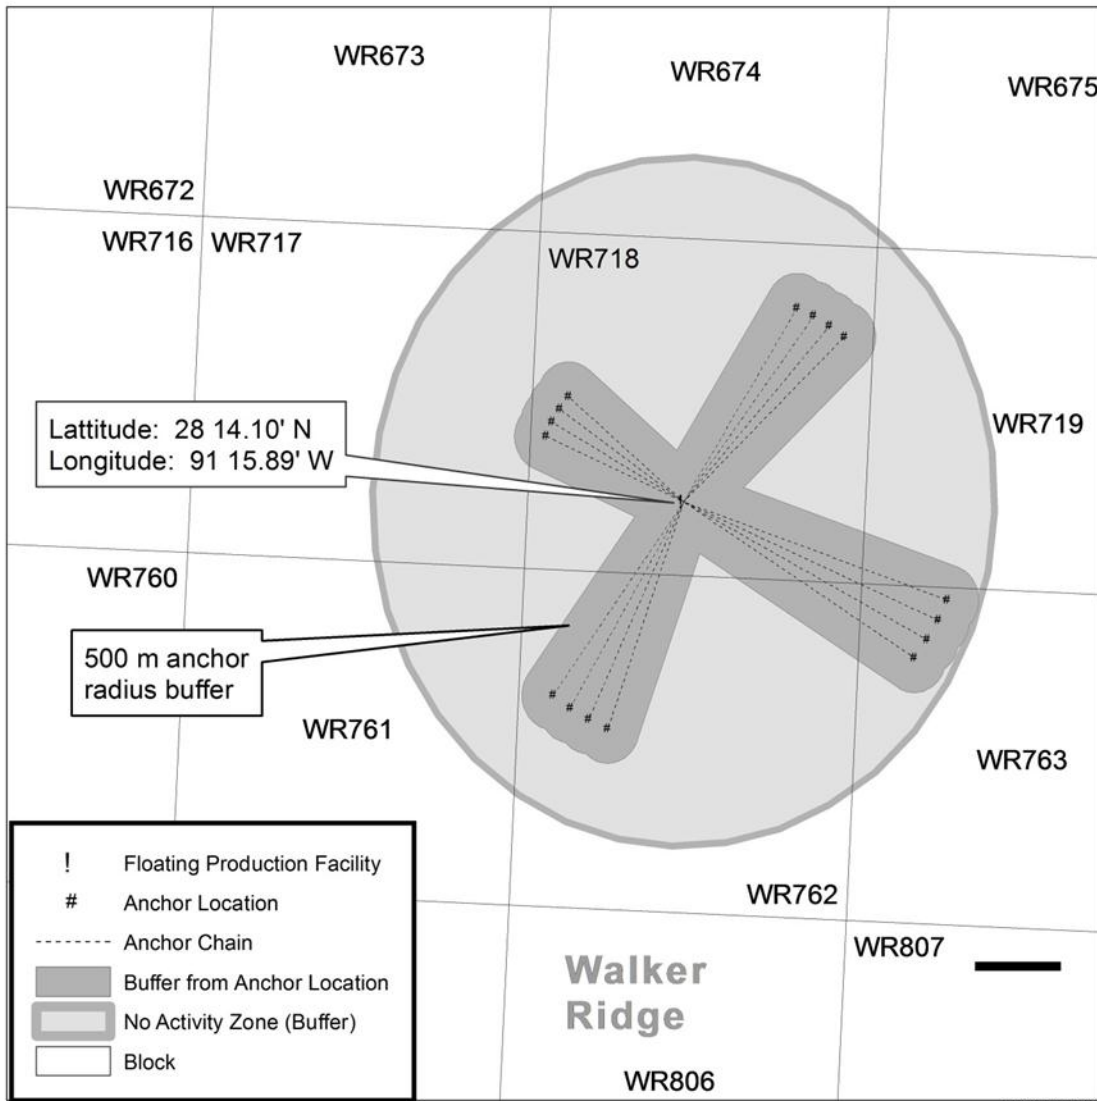 WR673
WR674
WR675
WR672
WR716 WR717
WR718
Lattitude: 28 14.10' N
Longitude: 91 15.89' W
WR719
WR760
500 m anchor
radius buffer
WR761
WR763
! Floating Production Facility
# Anchor Location
Anchor Chain
Buffer from Anchor Location
No Activity Zone (Buffer)
Block
WR762
WR807
Walker
Ridge
WR806